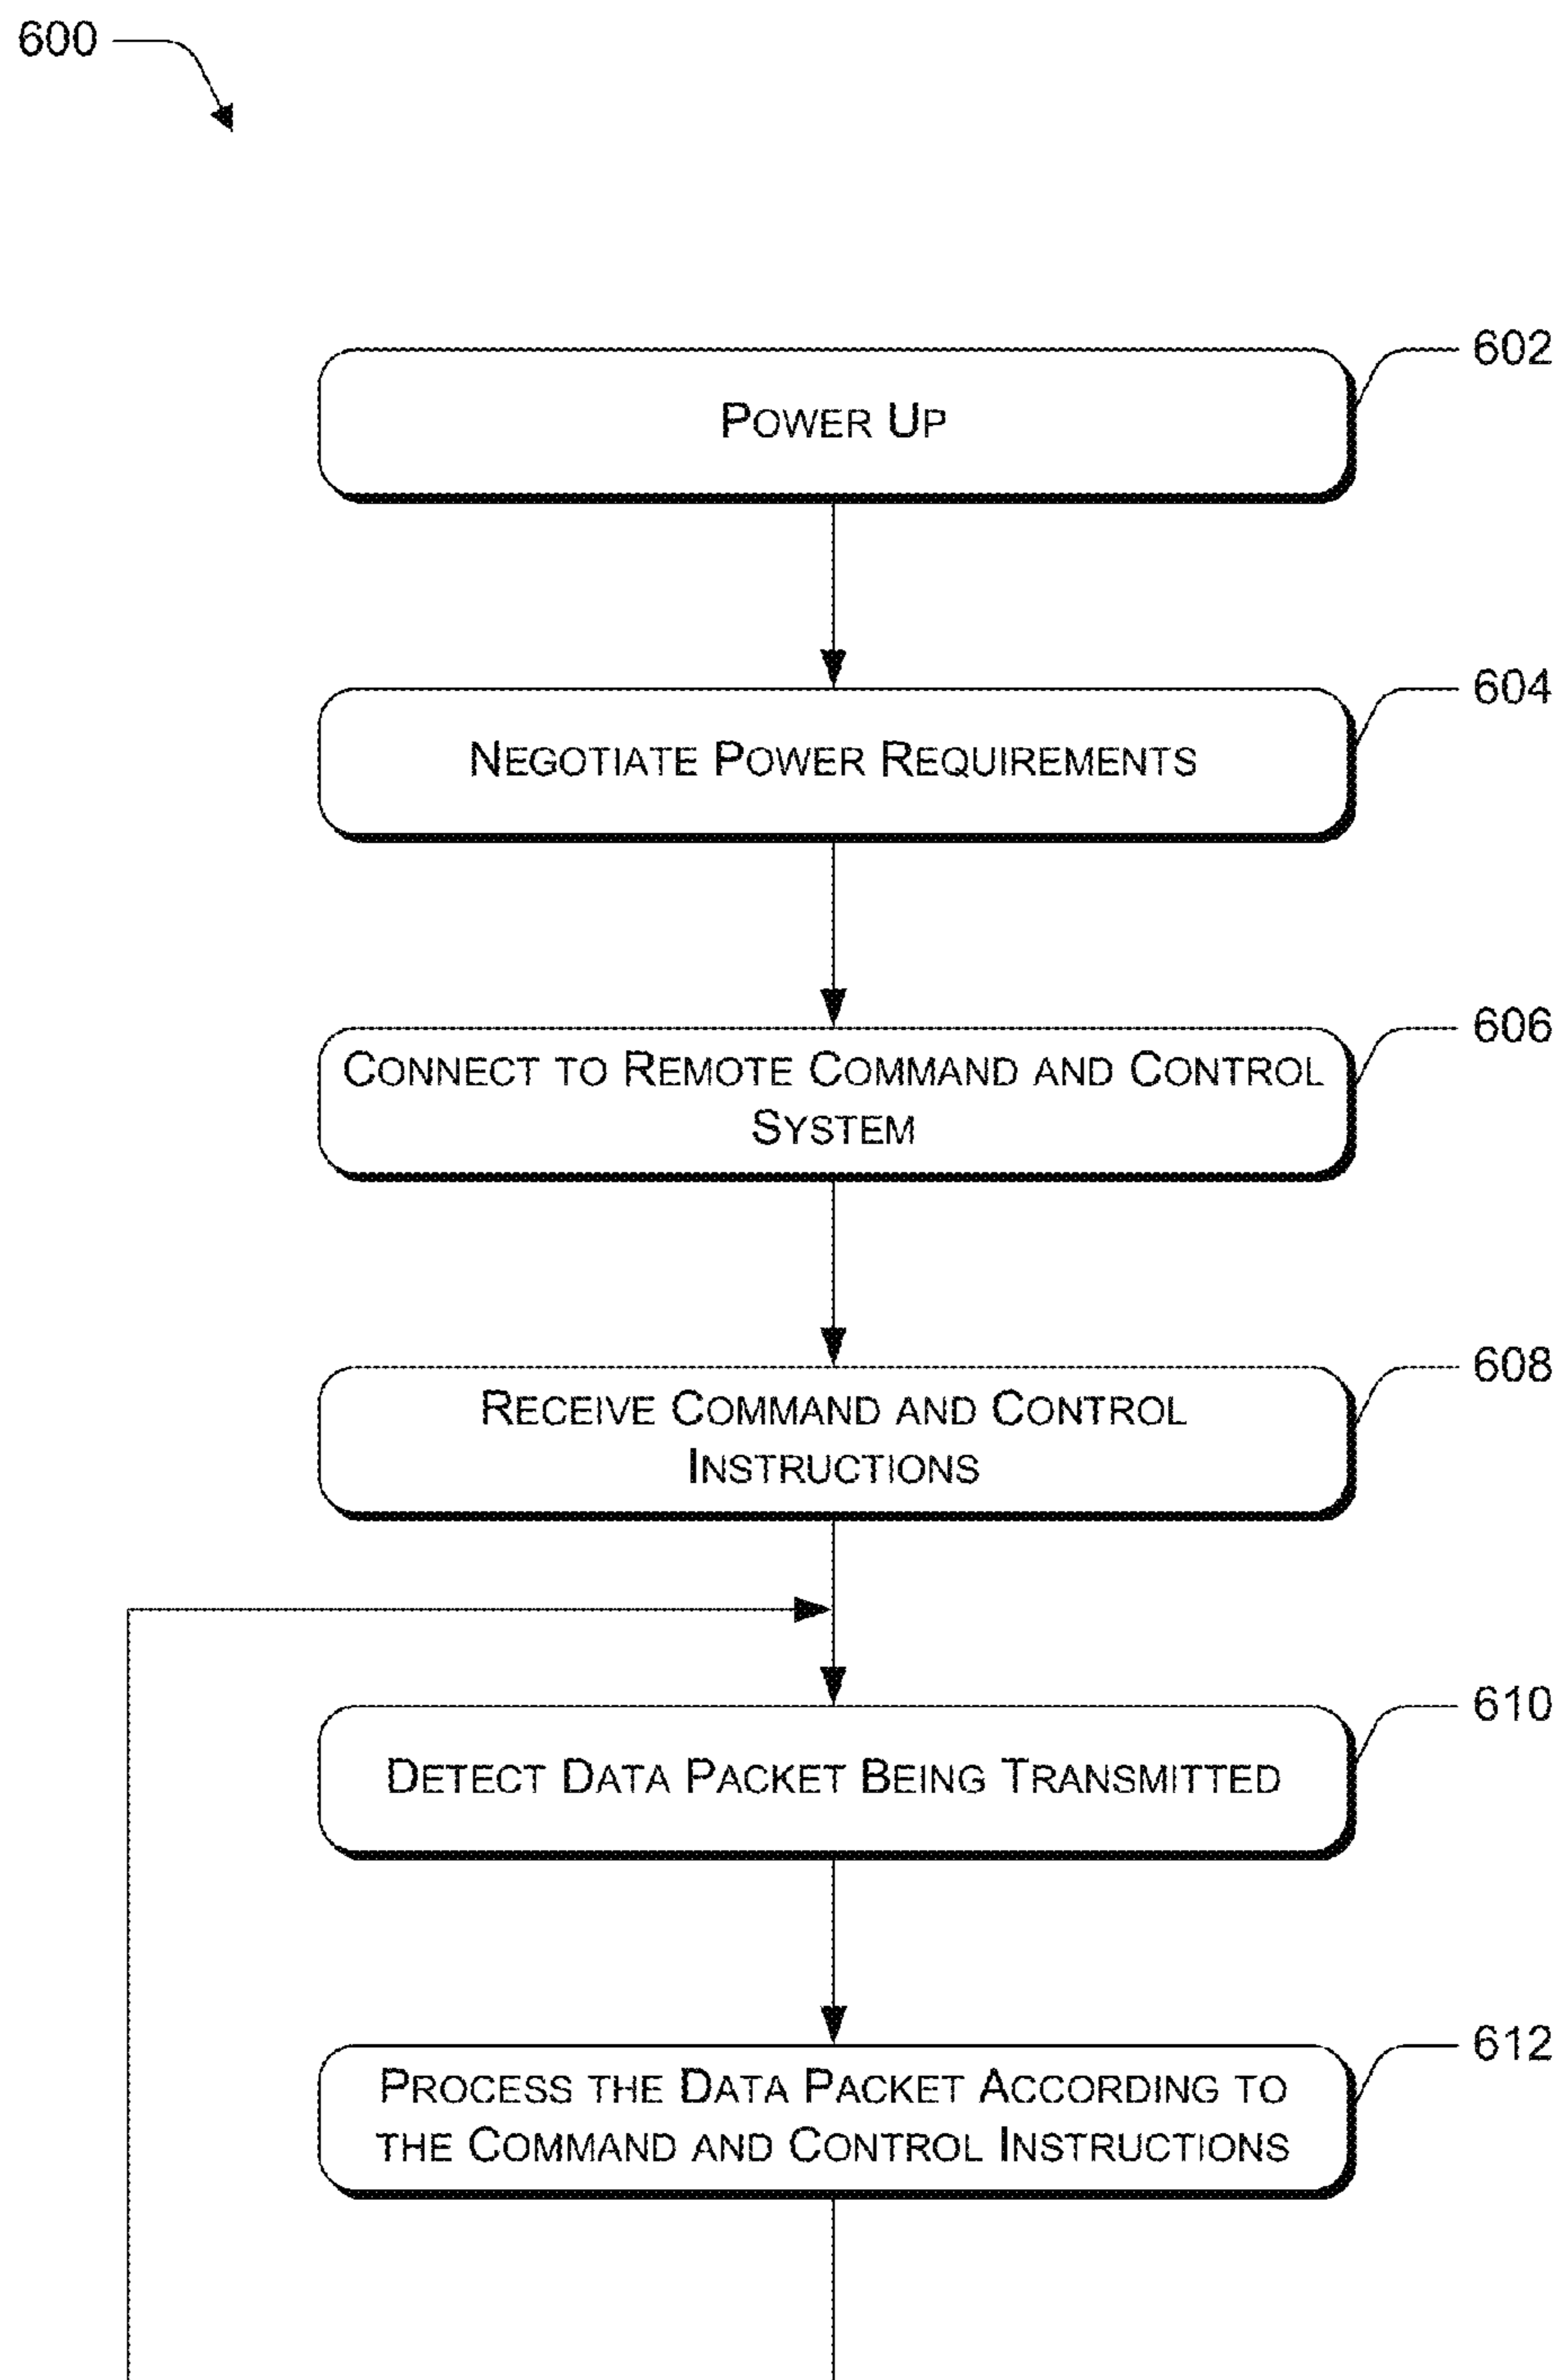 600
602
POWER UP
604
NEGOTIATE POWER REQUIREMENTS
606
CONNECT TO REMOTE COMMAND AND CONTROL
SYSTEM
608
RECEIVE COMMAND AND CONTROL
INSTRUCTIONS
610
DETECT DATA PACKET BEING TRANSMITTED
612
PROCESS THE DATA PACKET ACCORDING TO
THE COMMAND AND CONTROL INSTRUCTIONS